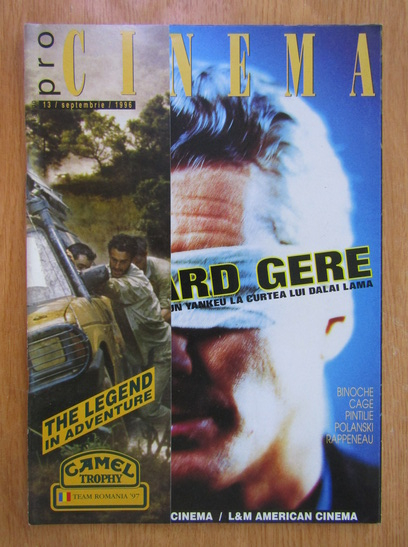 pro CINEMA
13 / septembrie / 1996
ARD GERE
UN YANKEU LA CURTEA LUI DALAI LAMA
THE LEGEND
IN ADVENTURE
CAMEL
TROPHY
TEAM ROMANIA '97
BINOCHE
CAGE
PINTILIE
POLANSKI
RAPPENEAU
CINEMA / L&M AMERICAN CINEMA